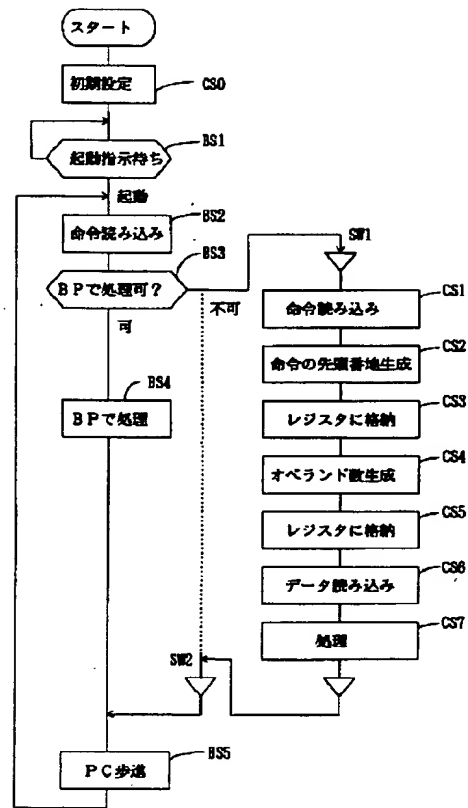 スタート
初期設定
CS0
起動指示待ち
BS1
起動
命令読み込み
BS2
BPで処理可?
BS3
不可
可
SW1
命令読み込み
CS1
命令の先頭番地生成
CS2
BPで処理
BS4
レジスタに格納
CS3
オペランド数生成
CS4
レジスタに格納
CS5
データ読み込み
CS6
処理
CS7
SW2
PC歩進
BS5